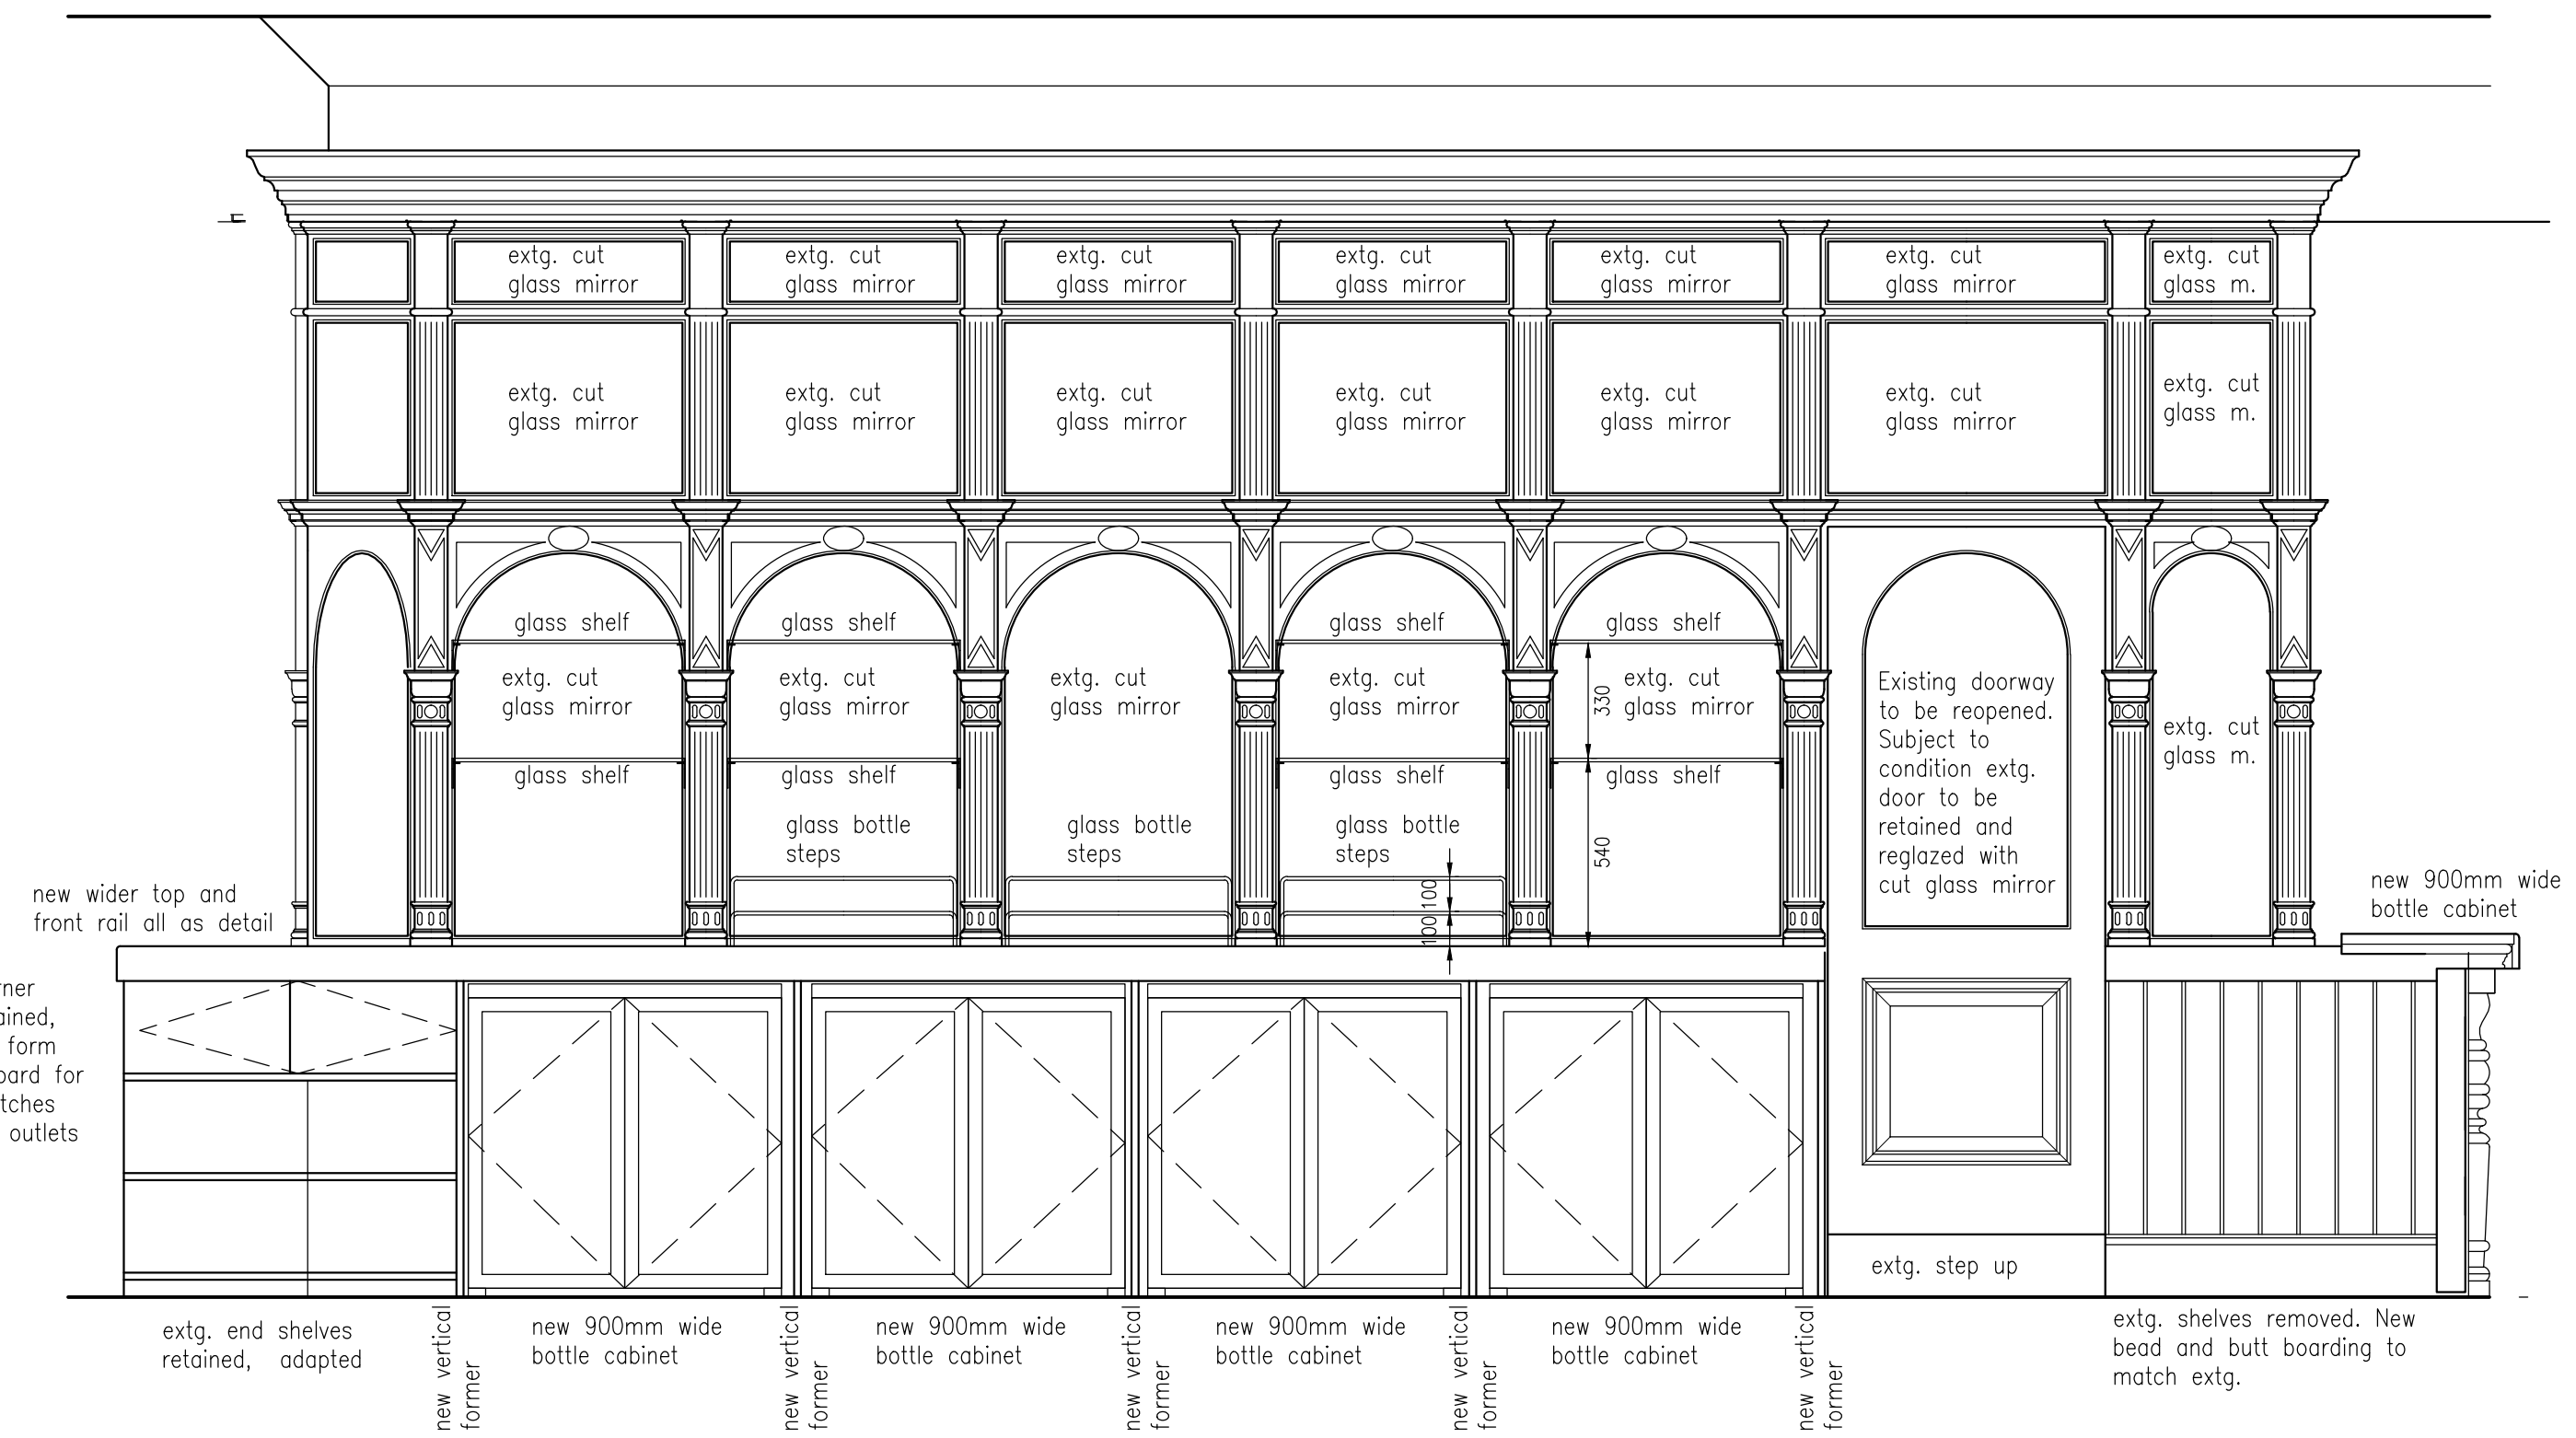 extg. cut
glass mirror
extg. cut
glass mirror
extg. cut
glass mirror
extg. cut
glass mirror
extg. cut
glass mirror
extg. cut
glass mirror
extg. cut
glass m.
extg. cut
glass mirror
extg. cut
glass mirror
extg. cut
glass mirror
extg. cut
glass mirror
extg. cut
glass mirror
extg. cut
glass mirror
extg. cut
glass m.
glass shelf
glass shelf
glass shelf
glass shelf
extg. cut
glass mirror
extg. cut
glass mirror
extg. cut
glass mirror
extg. cut
glass mirror
330
extg. cut
glass mirror
Existing doorway
to be reopened.
Subject to
condition extg.
door to be
retained and
reglazed with
cut glass mirror
extg. cut
glass m.
glass shelf
glass shelf
glass shelf
glass shelf
glass bottle
steps
glass bottle
steps
glass bottle
steps
100
100
540
new wider top and
front rail all as detail
new 900mm wide
bottle cabinet
rner
ained,
form
oard for
tches
outlets
extg. step up
extg. end shelves
retained, adapted
new vertical
former
new 900mm wide
bottle cabinet
new vertical
former
new 900mm wide
bottle cabinet
new vertical
former
new 900mm wide
bottle cabinet
new vertical
former
new 900mm wide
bottle cabinet
new vertical
former
extg. shelves removed. New
bead and butt boarding to
match extg.